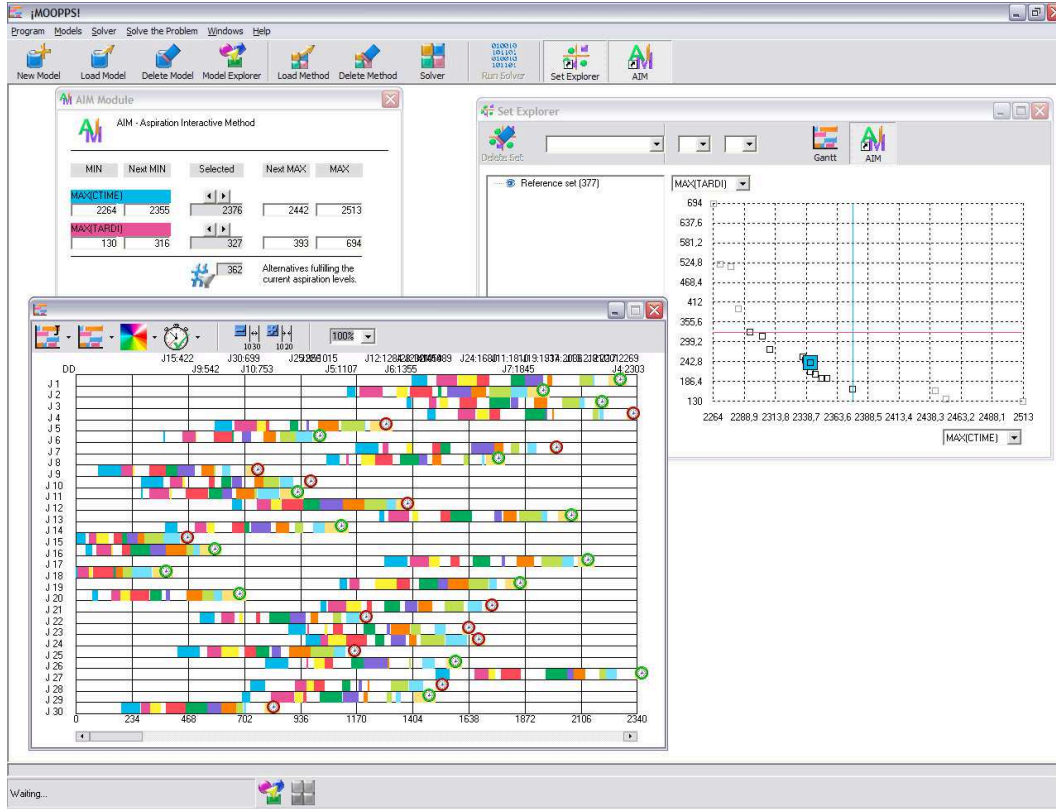 ¡MOOPPS!
Program Models Solver Solve the Problem Windows Help
New Model Load Model Delete Model Model Explorer Load Method Delete Method Solver Run Solver Set Explorer AIM
AIM Module
AIM - Aspiration Interactive Method
MIN Next MIN Selected Next MAX MAX
MAX(CTIME)
2264 2355 2376 2442 2513
MAX(TARDI)
130 316 327 393 694
362 Alternatives fulfilling the
current aspiration levels.
Set Explorer
Delete Set Gantt AIM
Reference set (377)
MAX(TARDI)
694
637,6
581,2
524,8
468,4
412
355,6
299,2
242,8
186,4
130
2264 2288,9 2313,8 2338,7 2363,6 2388,5 2413,4 2438,3 2463,2 2488,1 2513
MAX(CTIME)
1030 1020 100%
J15:422 J30:699 J24:1680
DD J9:542 J10:753 J5:1107 J6:1355 J7:1845 J4:2303
J 1
J 2
J 3
J 4
J 5
J 6
J 7
J 8
J 9
J 10
J 11
J 12
J 13
J 14
J 15
J 16
J 17
J 18
J 19
J 20
J 21
J 22
J 23
J 24
J 25
J 26
J 27
J 28
J 29
J 30
0 234 468 702 936 1170 1404 1638 1872 2106 2340
Waiting...